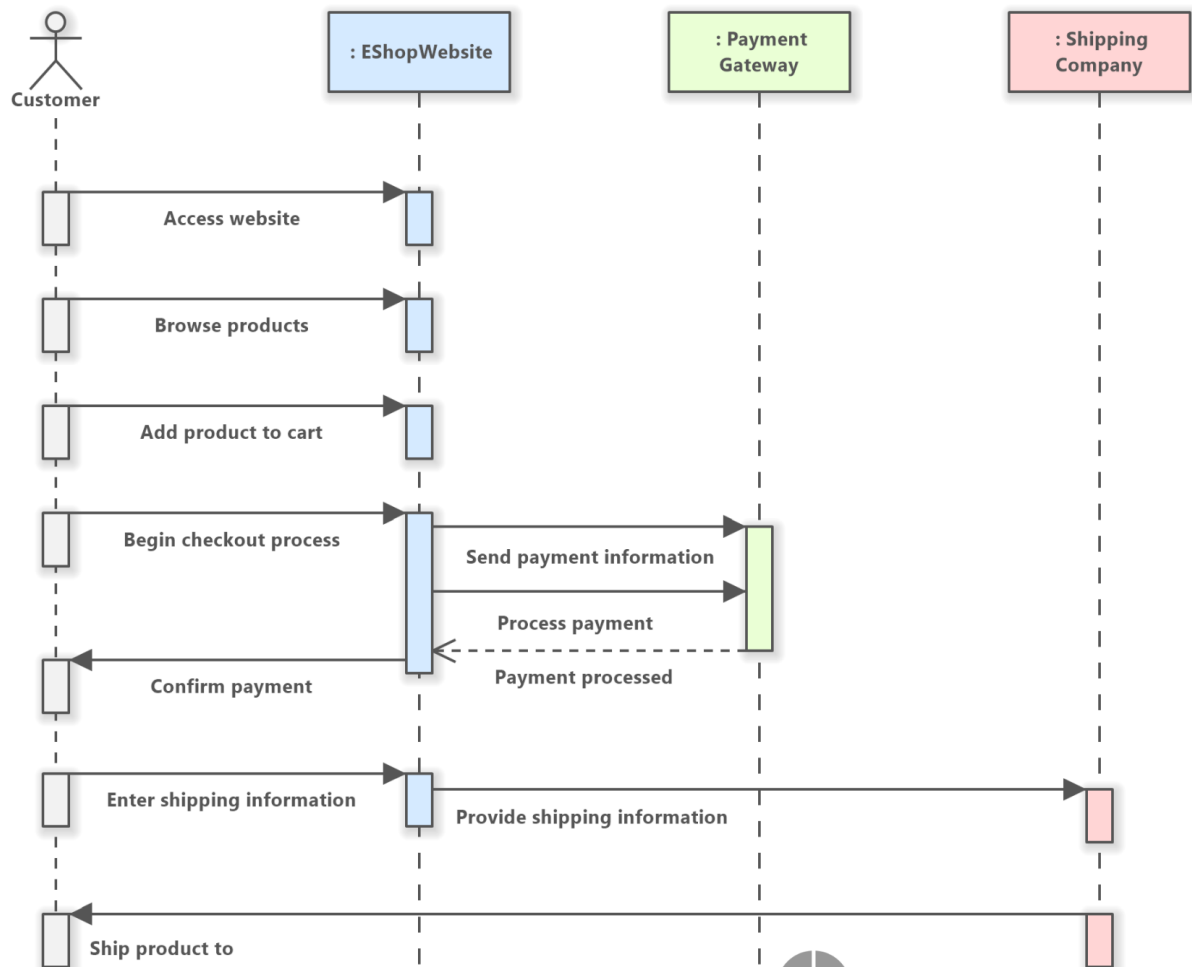 Customer
: EShopWebsite
: Payment
Gateway
: Shipping
Company
Access website
Browse products
Add product to cart
Begin checkout process
Send payment information
Process payment
Payment processed
Confirm payment
Enter shipping information
Provide shipping information
Ship product to